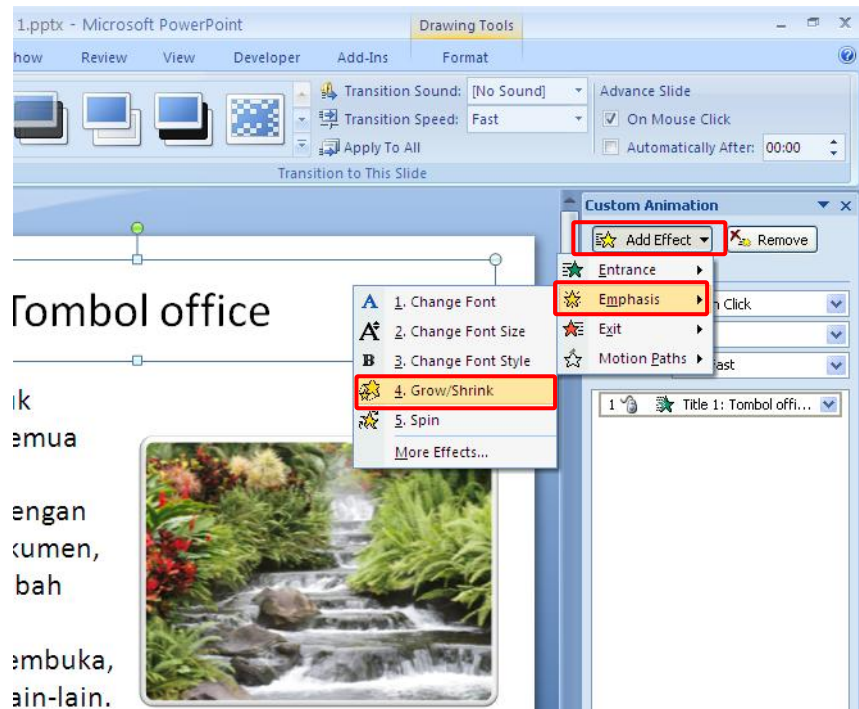 1.pptx - Microsoft PowerPoint
Drawing Tools
how Review View Developer Add-Ins Format
Transition Sound: [No Sound]
Transition Speed: Fast
Apply To All
Transition to This Slide
Advance Slide
On Mouse Click
Automatically After: 00:00
Custom Animation
Add Effect
Remove
Entrance
Emphasis
Exit
Motion Paths
Click
ast
1 Title 1: Tombol offi...
1. Change Font
2. Change Font Size
3. Change Font Style
4. Grow/Shrink
5. Spin
More Effects...
Tombol office
emua
engan
kumen,
bah
embuka,
ain-lain.